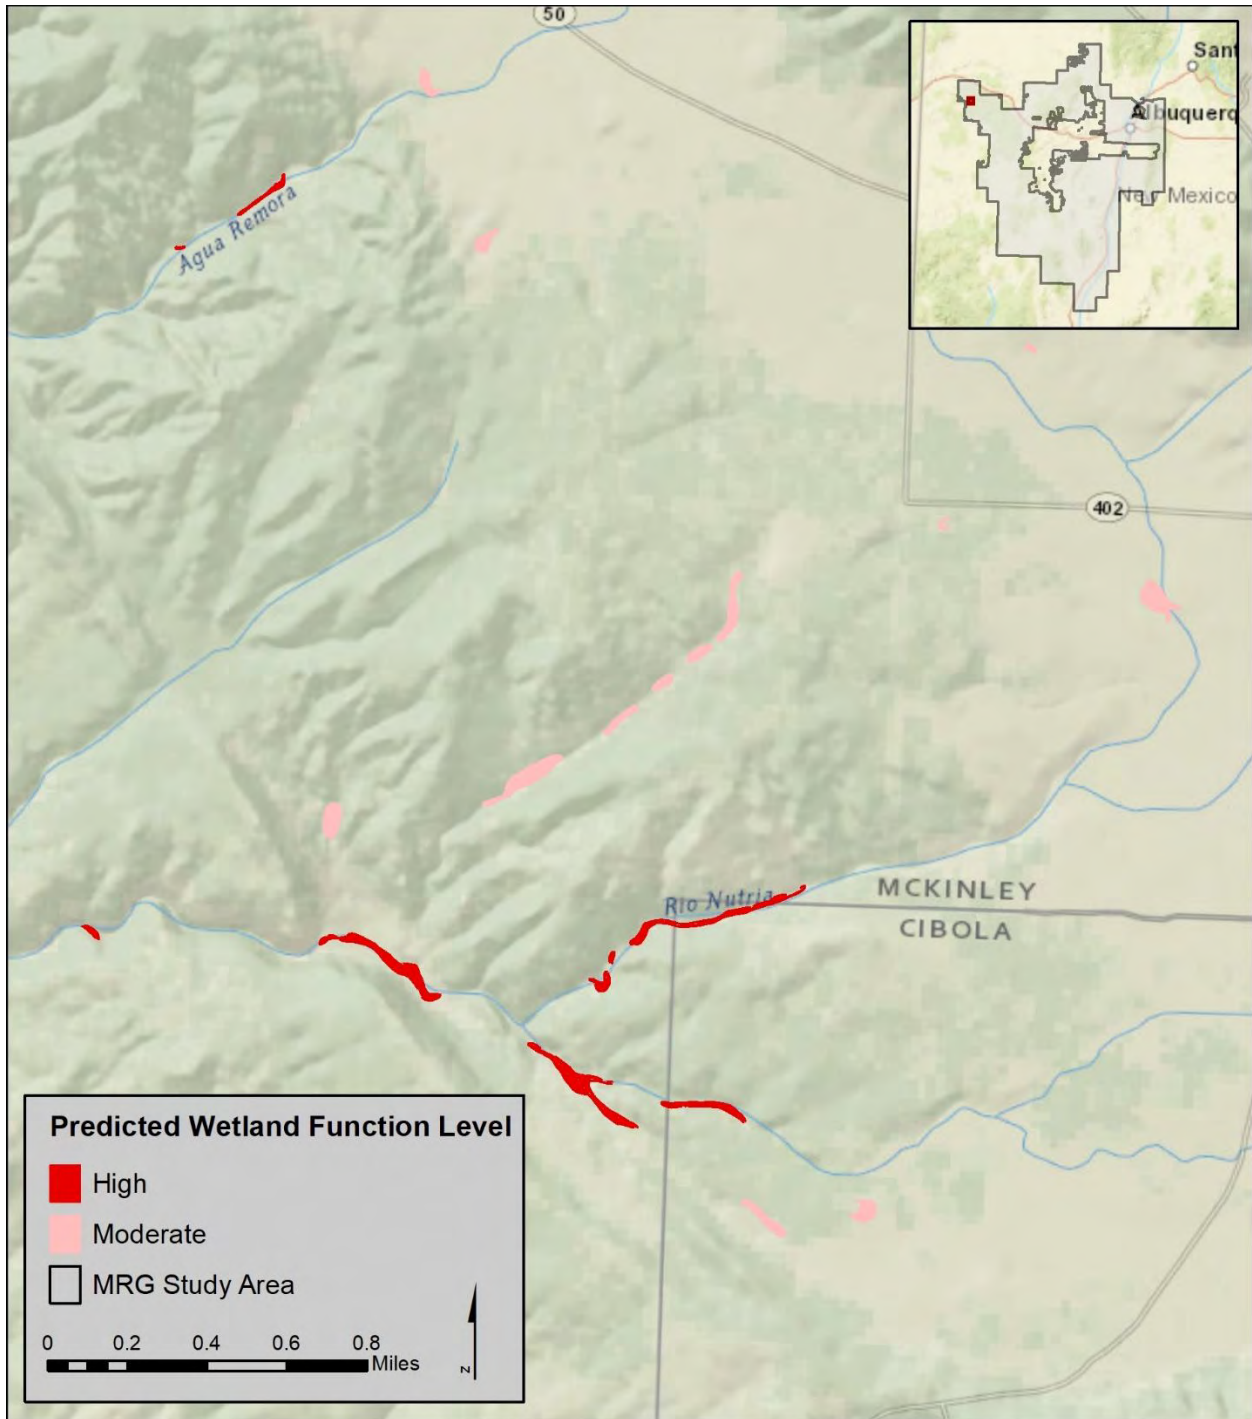 50
Sant
Albuquerq
New Mexico
Agua Remora
402
Rio Nutria
MCKINLEY
CIBOLA
Predicted Wetland Function Level
High
Moderate
MRG Study Area
0 0.2 0.4 0.6 0.8
Miles
z